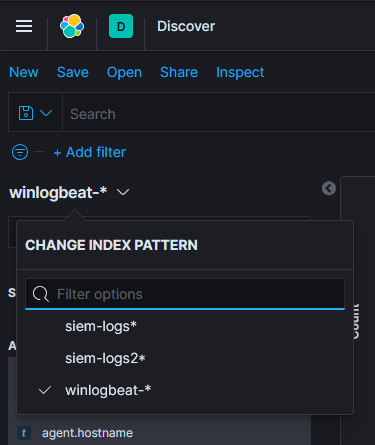 D Discover
New Save Open Share Inspect
Search
+ Add filter
winlogbeat-*
CHANGE INDEX PATTERN
Filter options
siem-logs*
siem-logs2*
winlogbeat-*
t agent.hostname
Count